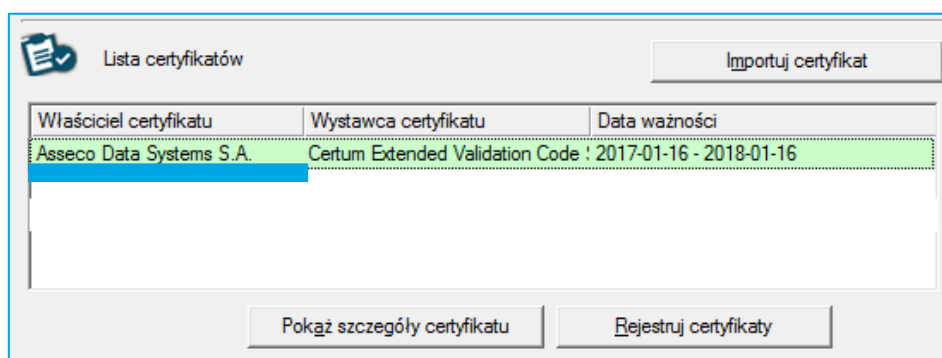 Lista certyfikatów
Importuj certyfikat
Właściciel certyfikatu Wystawca certyfikatu Data ważności
Asseco Data Systems S.A. Certum Extended Validation Code 2017-01-16 - 2018-01-16
Pokaż szczegóły certyfikatu Rejestruj certyfikaty